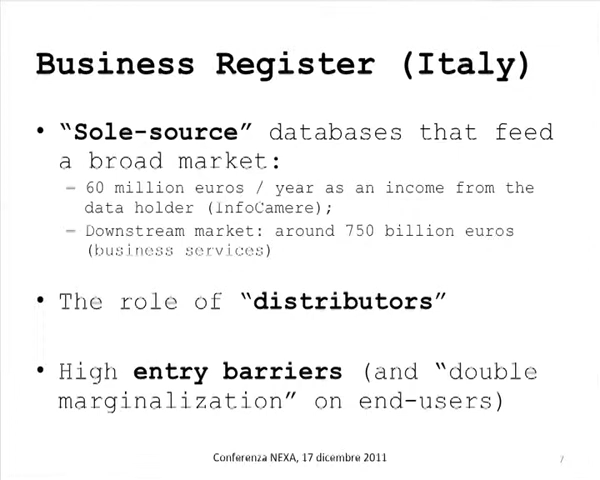 Business Register (Italy)
• “Sole-source” databases that feed
a broad market:
– 60 million euros / year as an income from the
data holder (InfoCamere);
– Downstream market: around 750 billion euros
(business services)
• The role of “distributors”
• High entry barriers (and “double
marginalization” on end-users)
Conferenza NEXA, 17 dicembre 2011
7